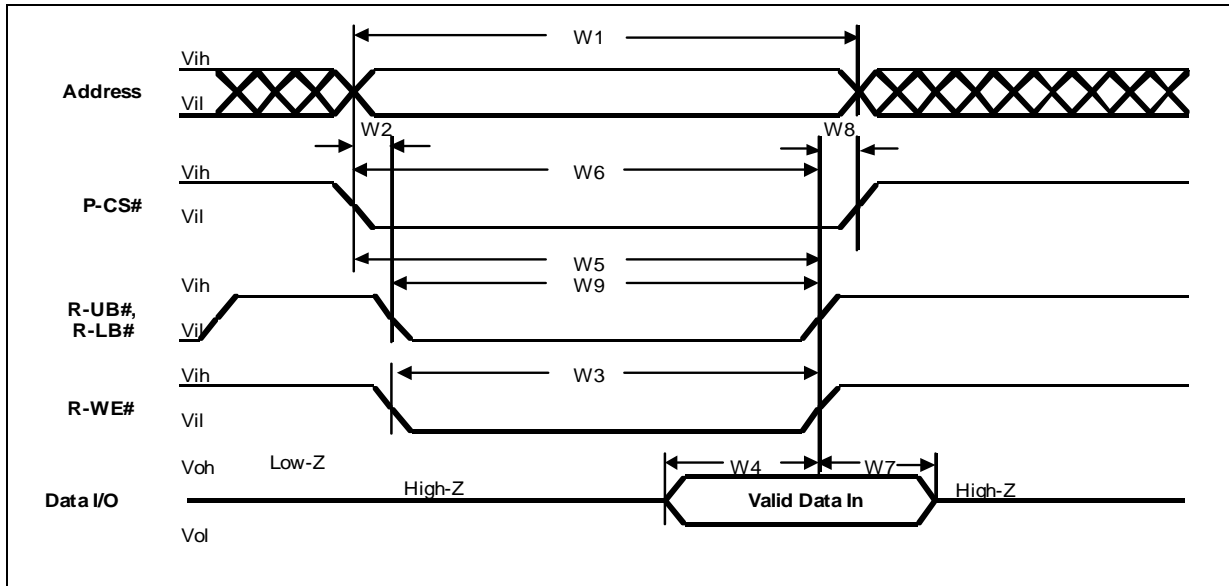 W1
Vih
Address
Vil
W2
W8
W6
Vih
P-CS#
Vil
W5
W9
Vih
R-UB#,
R-LB#
Vil
W3
Vih
R-WE#
Vil
Voh
Low-Z
W4
W7
High-Z
Data I/O
Valid Data In
High-Z
Vol